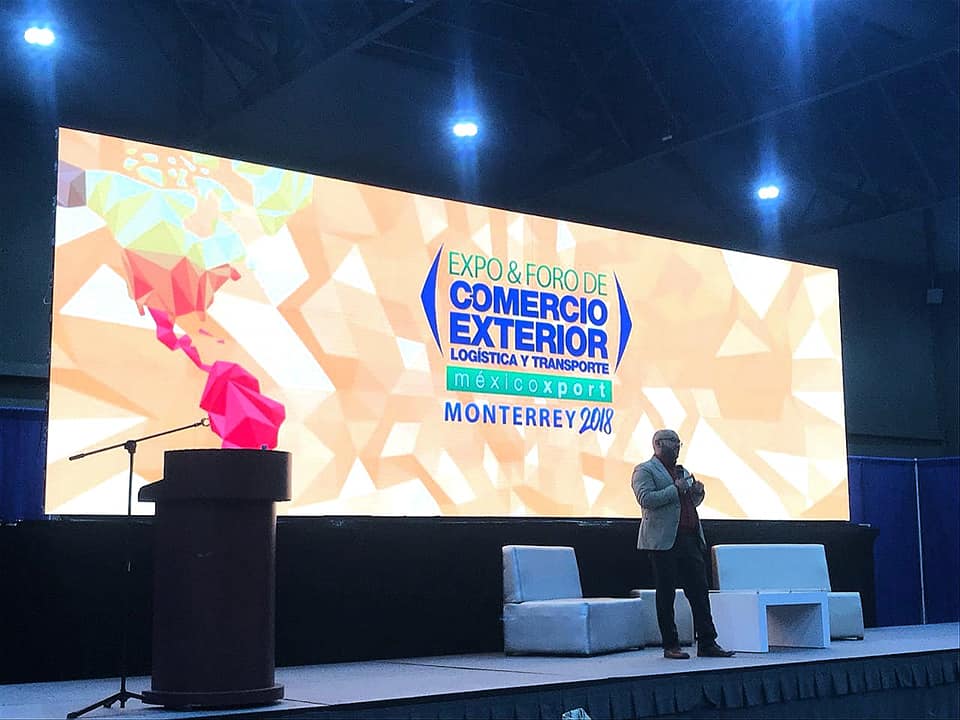 EXPO & FORO DE
COMERCIO
EXTERIOR
LOGÍSTICA Y TRANSPORTE
méxicoxport
MONTERREY 2018